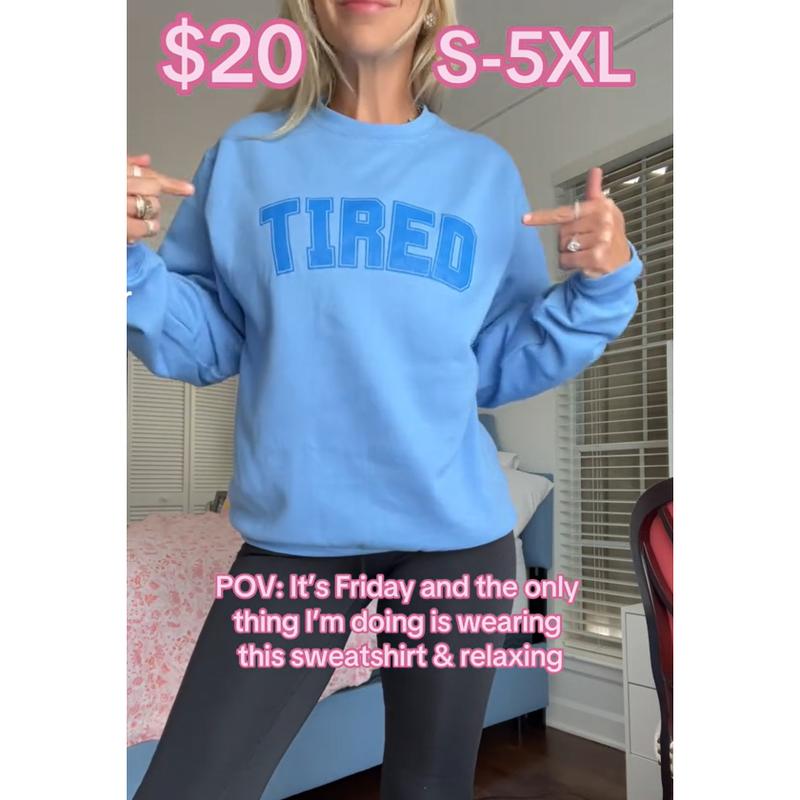 $20 S-5XL
TIRED
POV: It's Friday and the only
thing I'm doing is wearing
this sweatshirt & relaxing